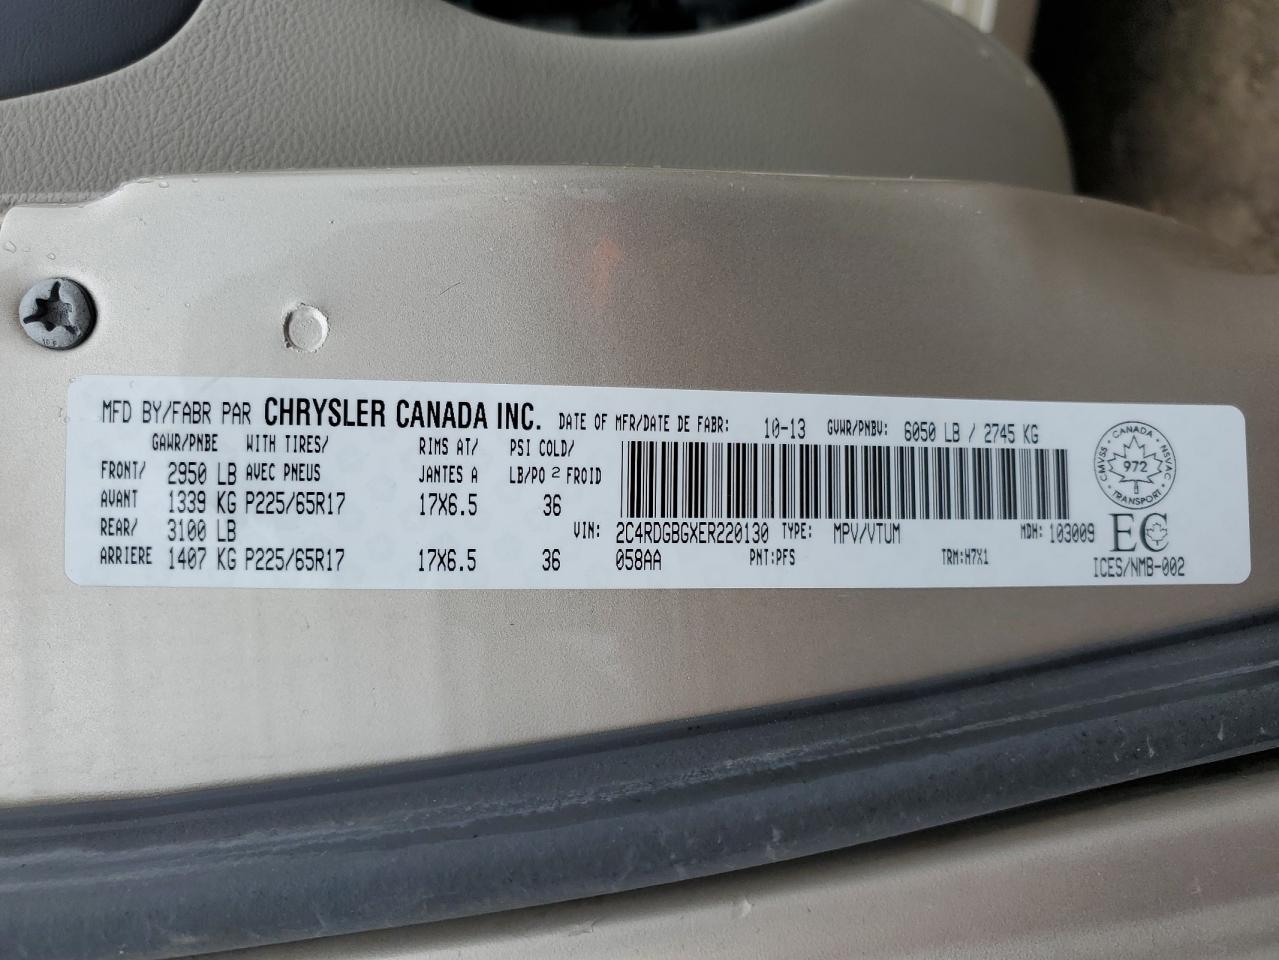 MFD BY/FABR PAR CHRYSLER CANADA INC. DATE OF MFR/DATE DE FABR: 10-13 GVWR/PNBV: 6050 LB / 2745 KG
GAWR/PNBE WITH TIRES/ RIMS AT/ PSI COLD/
FRONT/ 2950 LB AVEC PNEUS JANTES A LB/PO 2 FROID
AVANT 1339 KG P225/65R17 17X6.5 36
REAR/ 3100 LB VIN: 2C4RDGBGXER220130 TYPE: MPV/VTUM MDH: 103009
ARRIERE 1407 KG P225/65R17 17X6.5 36 058AA PNT:PFS TRM:H7X1
CMVSS · CANADA · NSVAC
972
TRANSPORT
EC
ICES/NMB-002